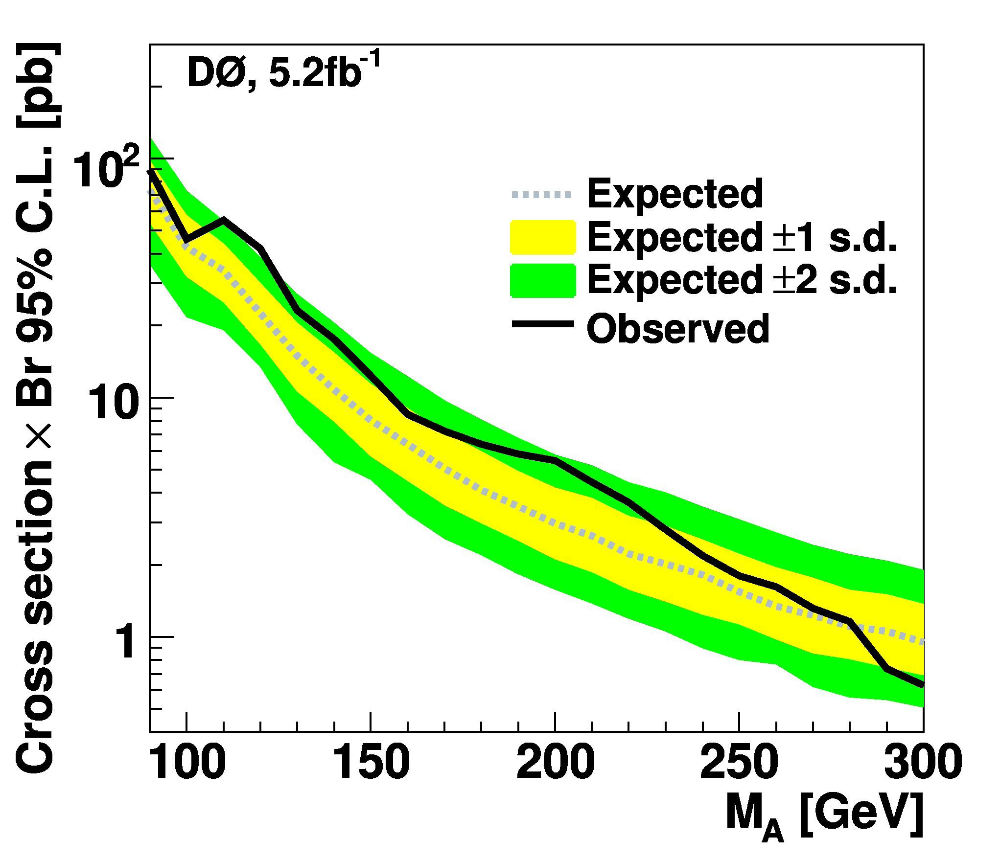 Cross section × Br 95% C.L. [pb]
DØ, 5.2fb⁻¹
10²
10
1
Expected
Expected ±1 s.d.
Expected ±2 s.d.
Observed
100 150 200 250 300
M_A [GeV]